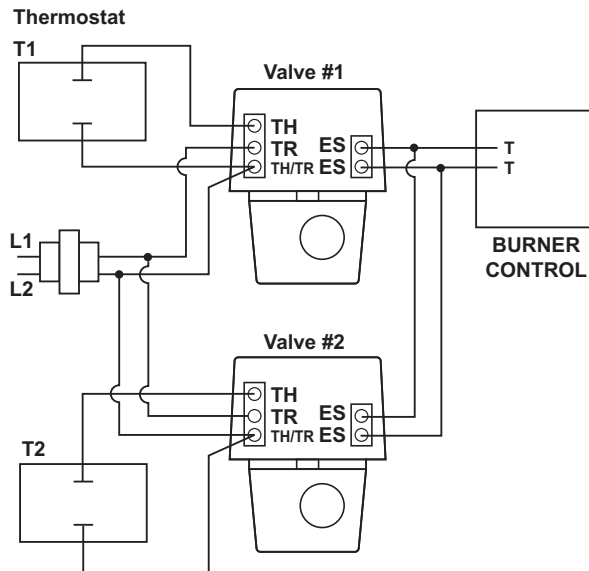 Thermostat
T1
Valve #1
TH
TR
TH/TR
ES
ES
T
T
BURNER
CONTROL
L1
L2
Valve #2
TH
TR
TH/TR
ES
ES
T2